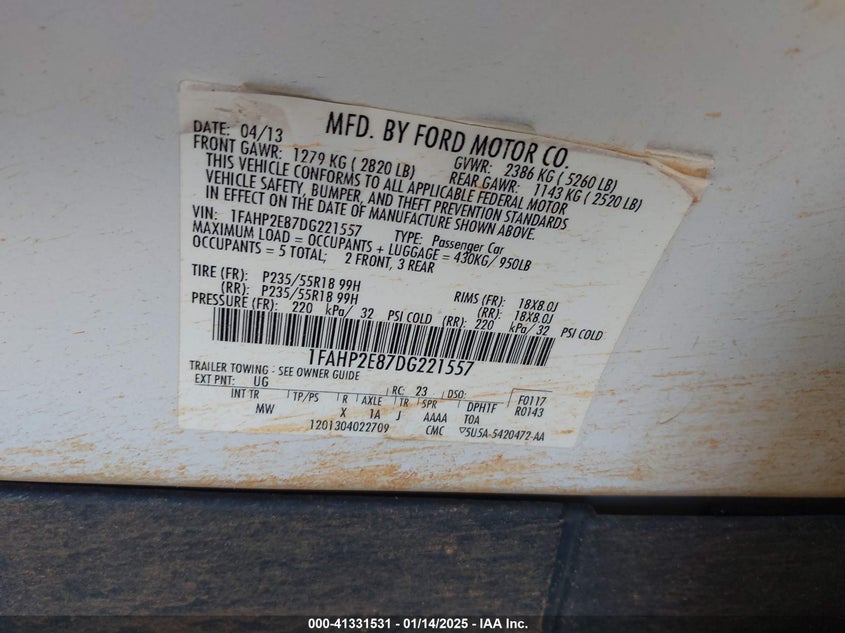 MFD. BY FORD MOTOR CO.
DATE: 04/13
FRONT GAWR: 1279 KG ( 2820 LB)
GVWR: 2386 KG ( 5260 LB)
REAR GAWR: 1143 KG ( 2520 LB)
THIS VEHICLE CONFORMS TO ALL APPLICABLE FEDERAL MOTOR
VEHICLE SAFETY, BUMPER, AND THEFT PREVENTION STANDARDS
IN EFFECT ON THE DATE OF MANUFACTURE SHOWN ABOVE.
VIN: 1FAHP2E87DG221557 TYPE: Passenger Car
MAXIMUM LOAD = OCCUPANTS + LUGGAGE = 430KG/ 950LB
OCCUPANTS = 5 TOTAL; 2 FRONT, 3 REAR
TIRE (FR): P235/55R18 99H RIMS (FR): 18X8.0J
(RR): P235/55R18 99H (RR): 18X8.0J
PRESSURE (FR): 220 kPa/ 32 PSI COLD (RR): 220 kPa/ 32 PSI COLD
1FAHP2E87DG221557
TRAILER TOWING - SEE OWNER GUIDE
EXT PNT: UG RC: 23 DSO: F0117
INT TR TP/PS R AXLE TR SPR DPHTF R0143
MW X 1A J AAAA TOA
1201304022709 CMC ▽5U5A-5420472-AA
000-41331531 - 01/14/2025 - IAA Inc.